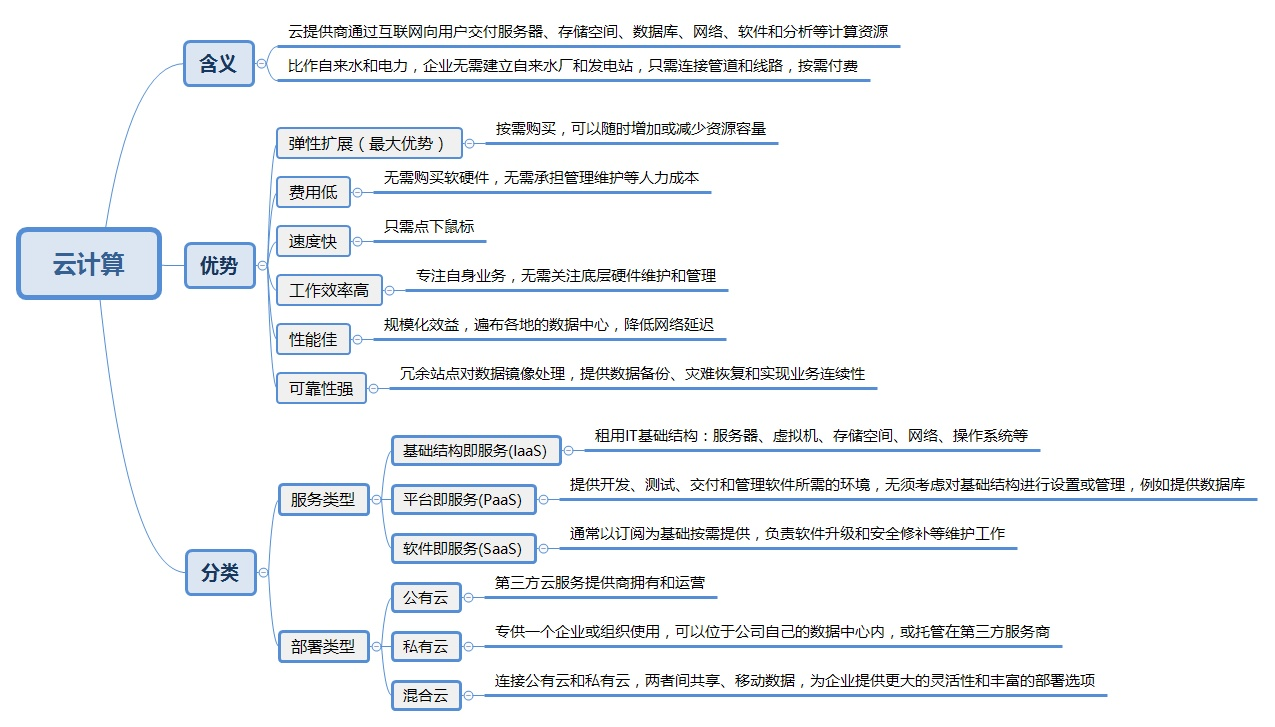 云计算
含义
云提供商通过互联网向用户交付服务器、存储空间、数据库、网络、软件和分析等计算资源
比作自来水和电力，企业无需建立自来水厂和发电站，只需连接管道和线路，按需付费
优势
弹性扩展（最大优势）
按需购买，可以随时增加或减少资源容量
费用低
无需购买软硬件，无需承担管理维护等人力成本
速度快
只需点下鼠标
工作效率高
专注自身业务，无需关注底层硬件维护和管理
性能佳
规模化效益，遍布各地的数据中心，降低网络延迟
可靠性强
冗余站点对数据镜像处理，提供数据备份、灾难恢复和实现业务连续性
分类
服务类型
基础结构即服务(IaaS)
租用IT基础结构：服务器、虚拟机、存储空间、网络、操作系统等
平台即服务(PaaS)
提供开发、测试、交付和管理软件所需的环境，无须考虑对基础结构进行设置或管理，例如提供数据库
软件即服务(SaaS)
通常以订阅为基础按需提供，负责软件升级和安全修补等维护工作
部署类型
公有云
第三方云服务提供商拥有和运营
私有云
专供一个企业或组织使用，可以位于公司自己的数据中心内，或托管在第三方服务商
混合云
连接公有云和私有云，两者间共享、移动数据，为企业提供更大的灵活性和丰富的部署选项